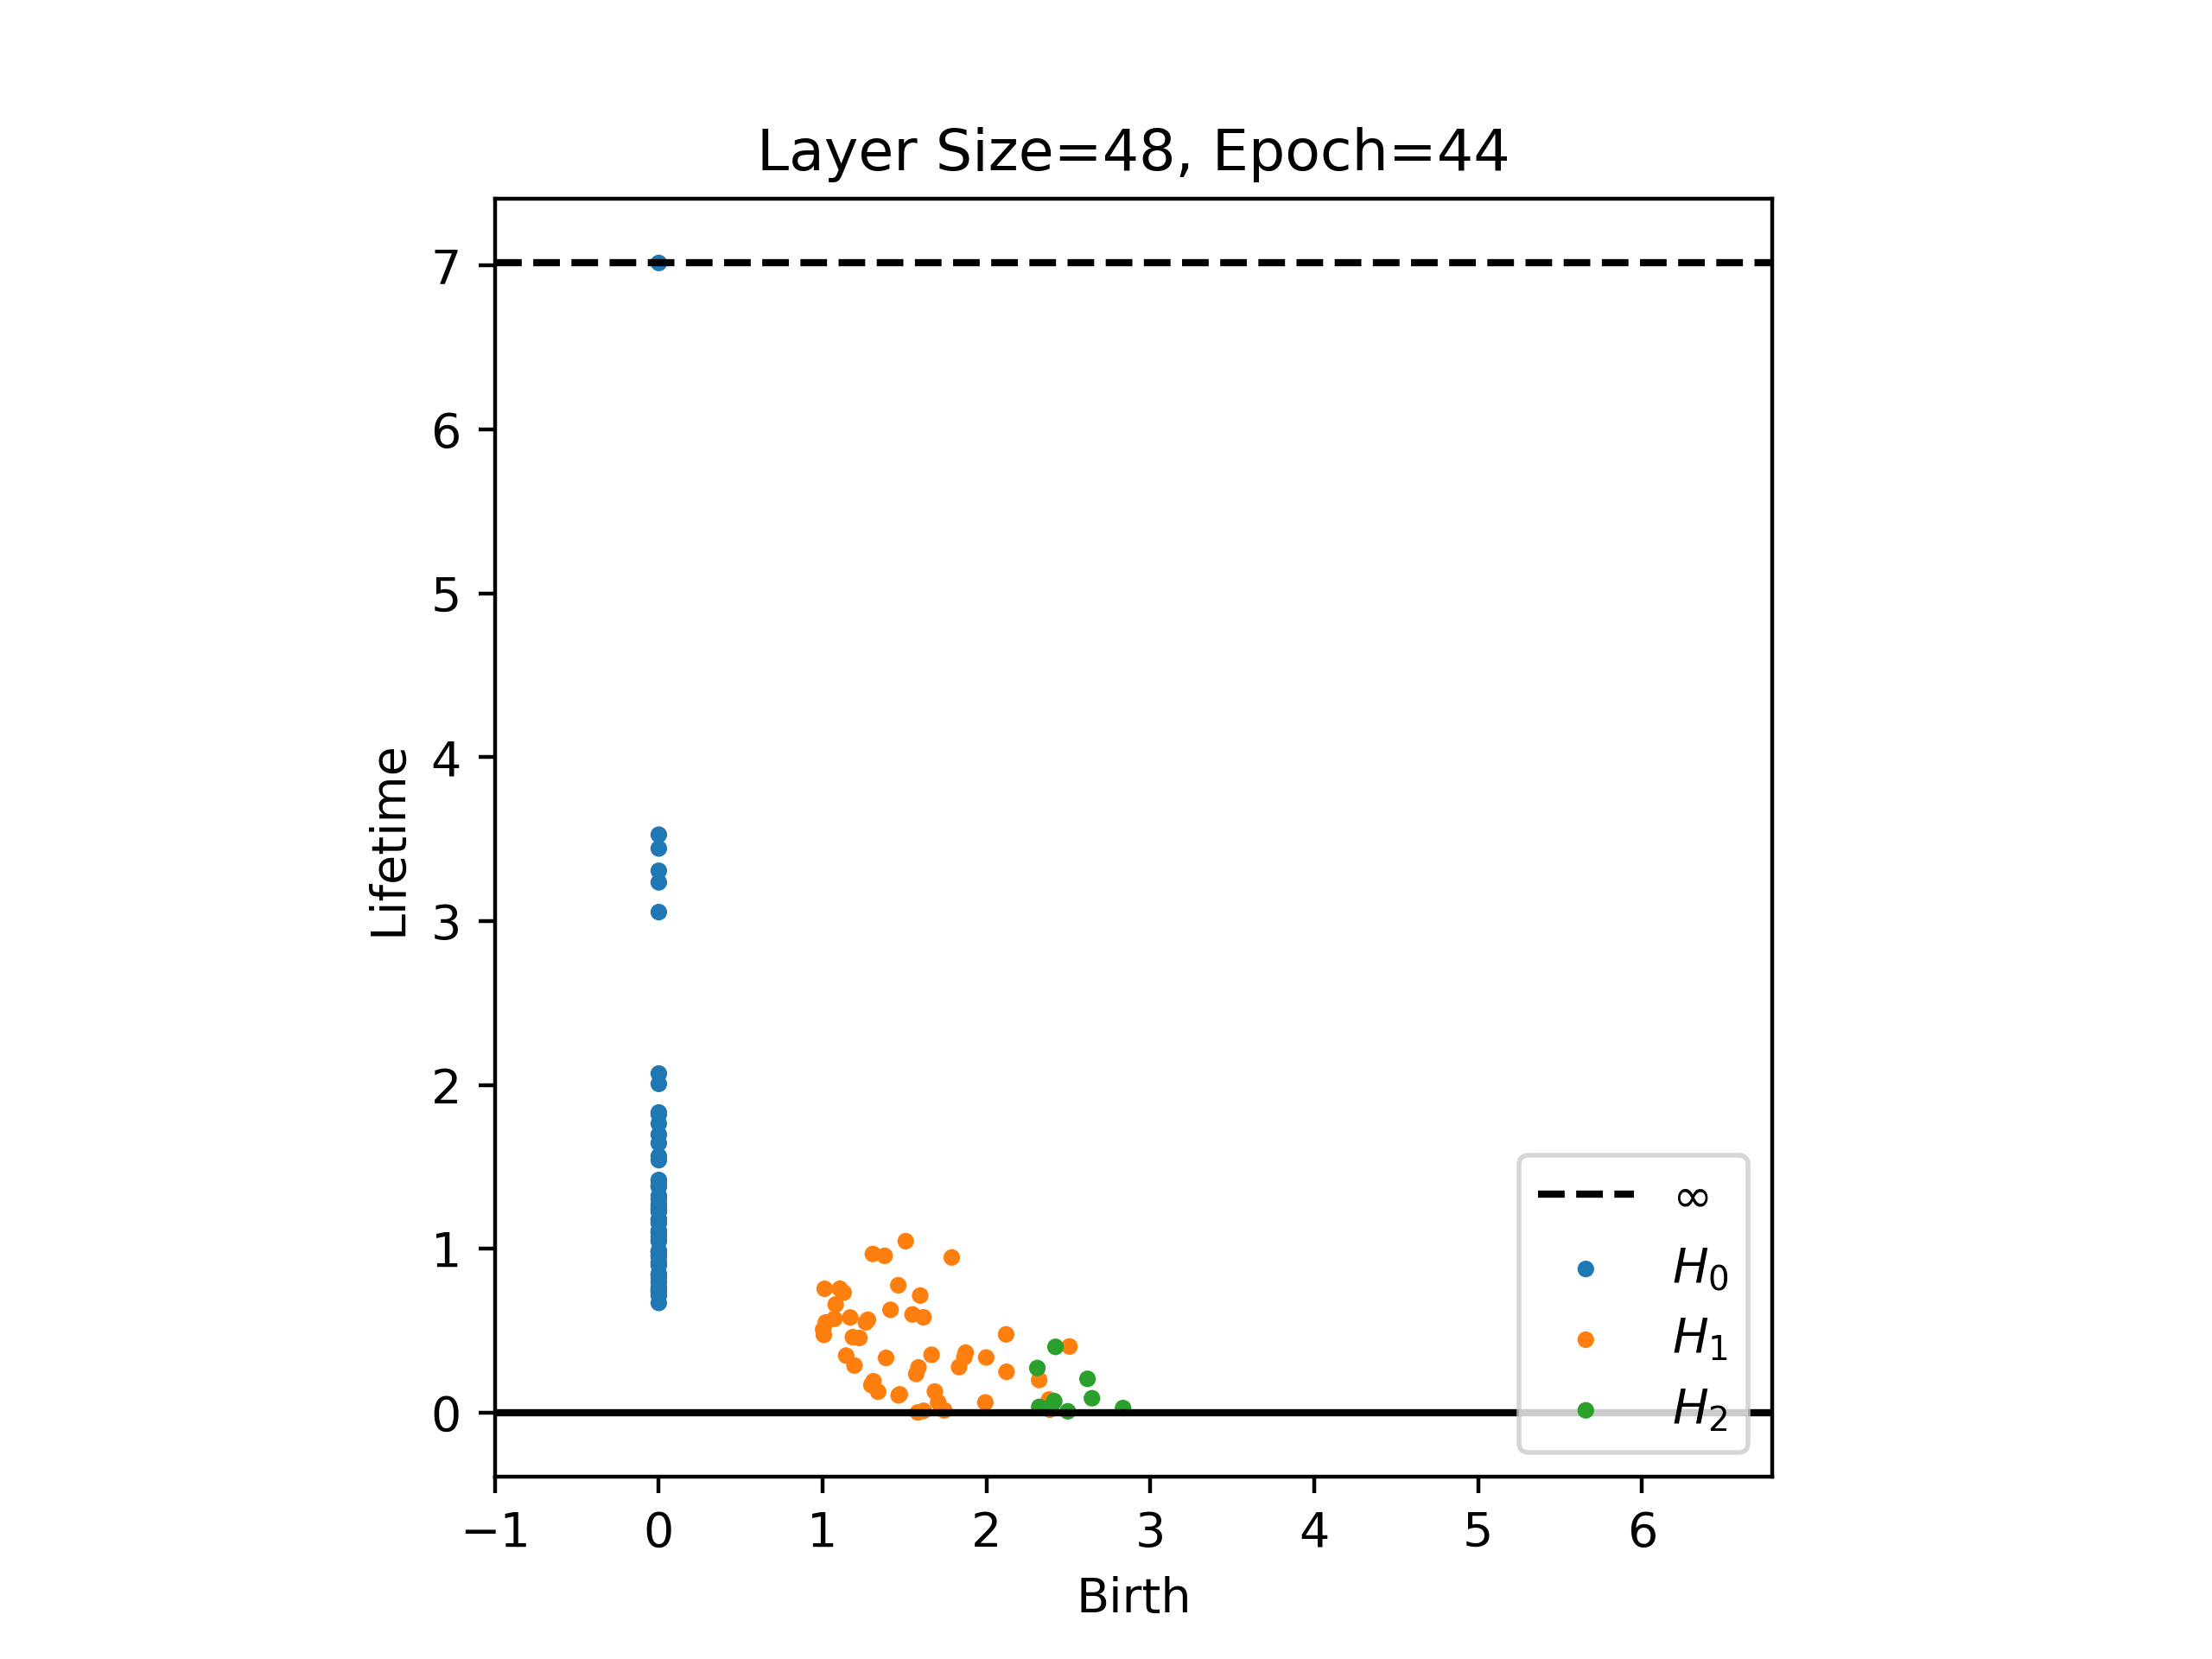 Layer Size=48, Epoch=44
Lifetime
7
6
5
4
3
2
1
0
−1 0 1 2 3 4 5 6
Birth
∞
H₀
H₁
H₂